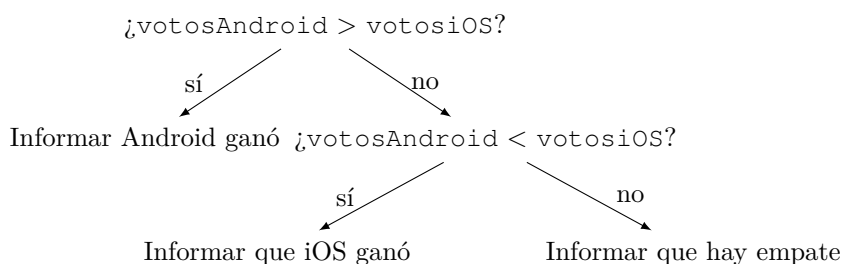 ¿votosAndroid > votosiOS?
sí
no
Informar Android ganó
¿votosAndroid < votosiOS?
sí
no
Informar que iOS ganó
Informar que hay empate